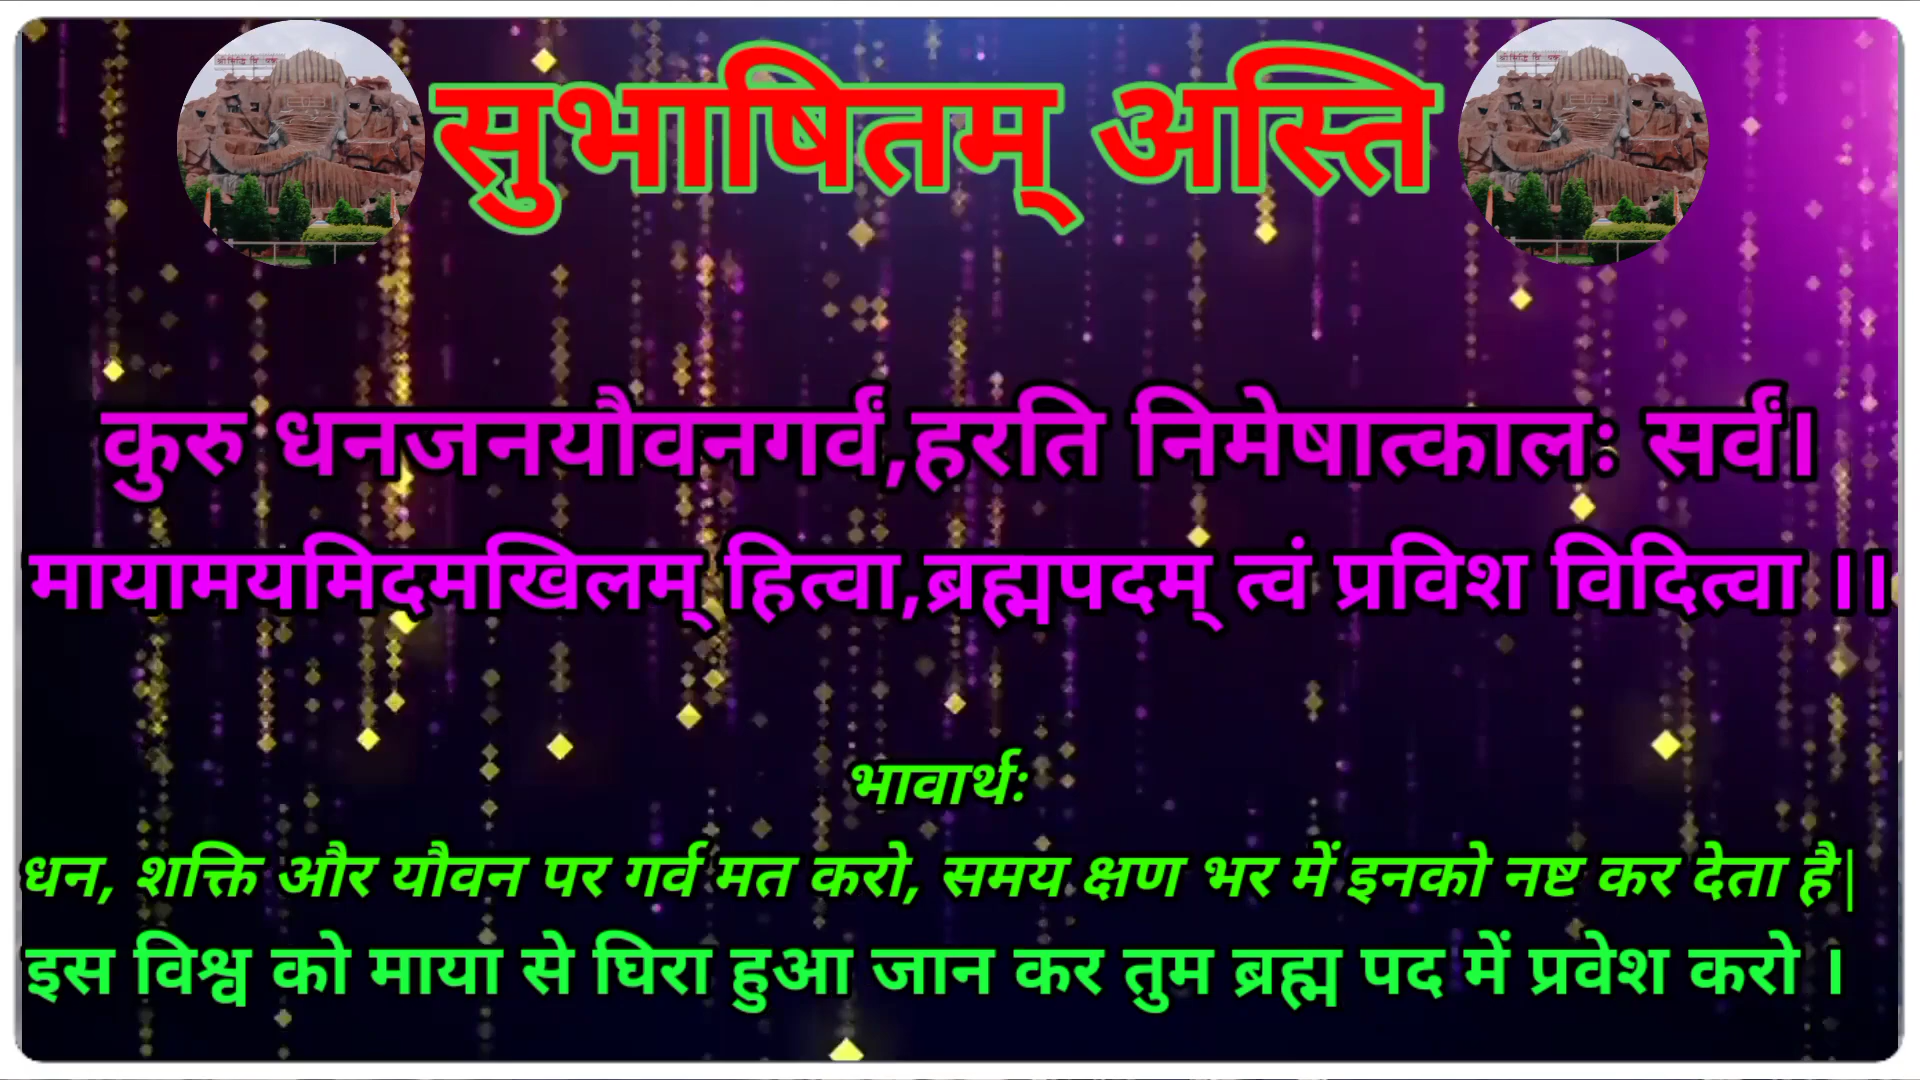 सुभाषितम् अस्ति
कुरु धनजनयौवनगर्वं,हरति निमेषात्कालः सर्वं।
मायामयमिदमखिलम् हित्वा,ब्रह्मपदम् त्वं प्रविश विदित्वा ।।
भावार्थः
धन, शक्ति और यौवन पर गर्व मत करो, समय क्षण भर में इनको नष्ट कर देता है|
इस विश्व को माया से घिरा हुआ जान कर तुम ब्रह्म पद में प्रवेश करो ।